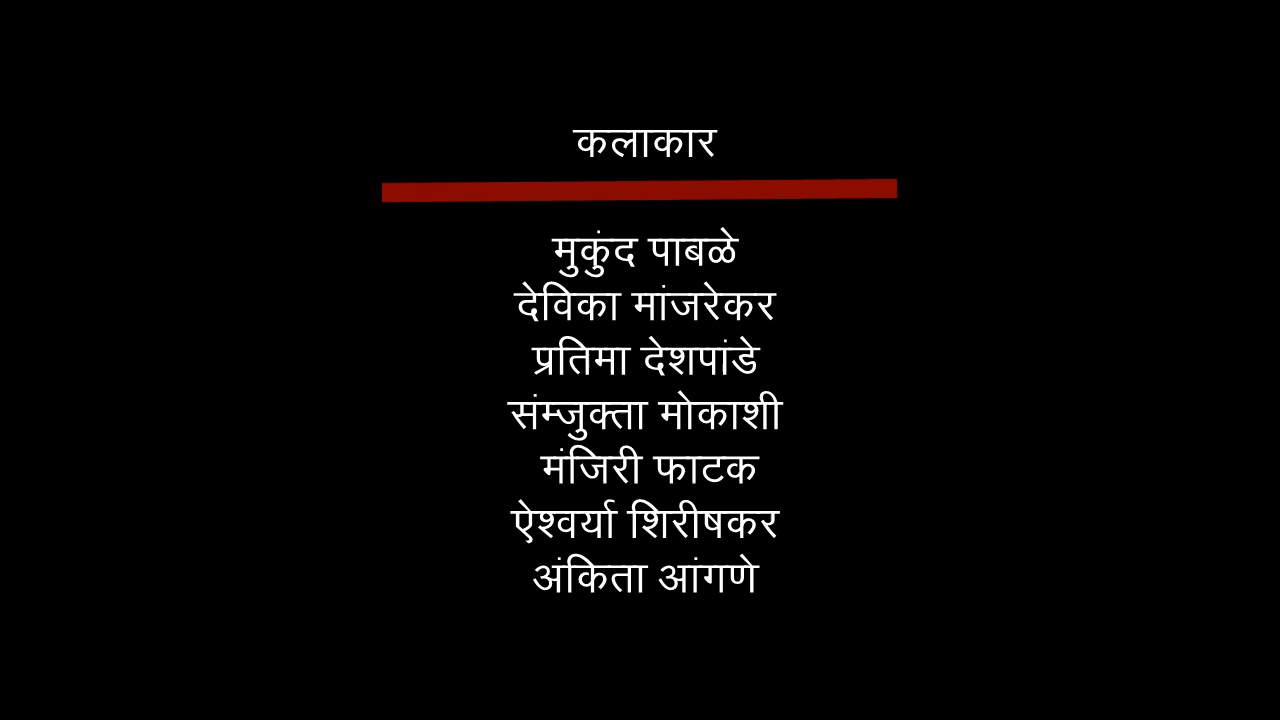 कलाकार
मुकुंद पाबळे
देविका मांजरेकर
प्रतिमा देशपांडे
संम्जुक्ता मोकाशी
मंजिरी फाटक
ऐश्वर्या शिरीषकर
अंकिता आंगणे